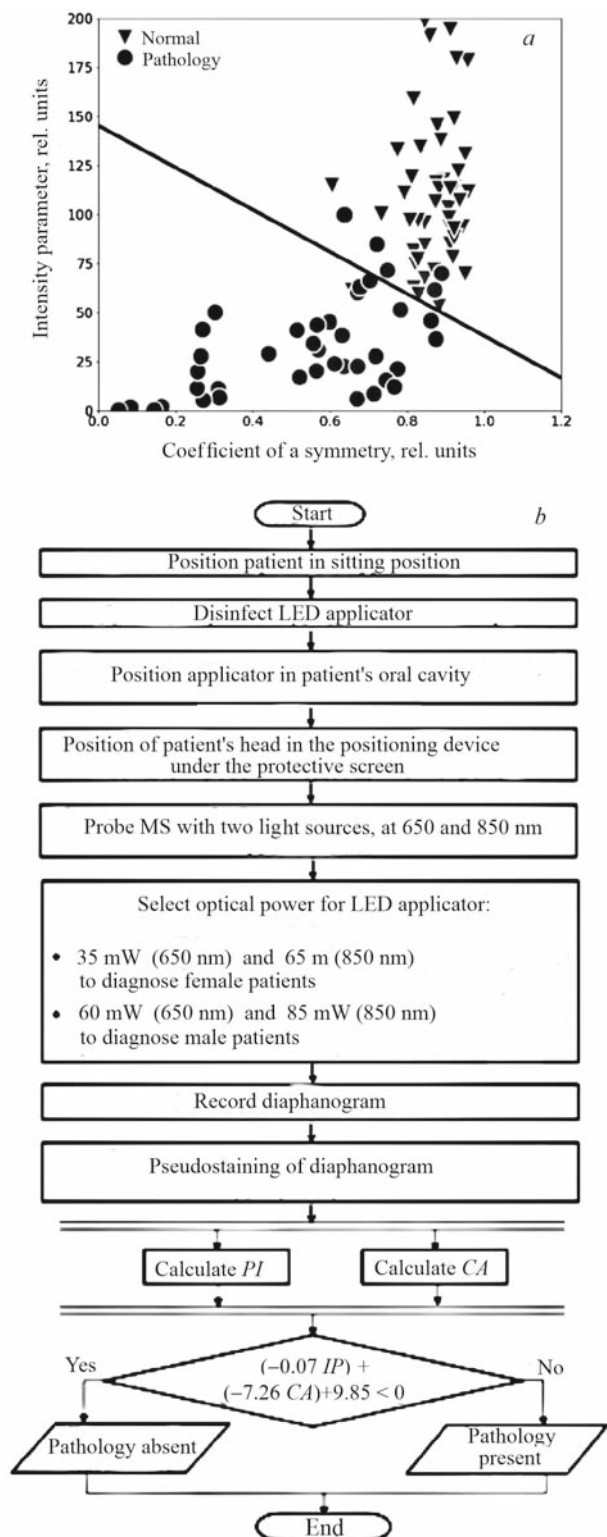 200
175
150
125
100
75
50
25
0
Intensity parameter, rel. units
Normal
Pathology
a
0.0 0.2 0.4 0.6 0.8 1.0 1.2
Coefficient of a symmetry, rel. units
b
Start
Position patient in sitting position
Disinfect LED applicator
Position applicator in patient's oral cavity
Position of patient's head in the positioning device
under the protective screen
Probe MS with two light sources, at 650 and 850 nm
Select optical power for LED applicator:
• 35 mW (650 nm) and 65 m (850 nm)
to diagnose female patients
• 60 mW (650 nm) and 85 mW (850 nm)
to diagnose male patients
Record diaphanogram
Pseudostaining of diaphanogram
Calculate PI
Calculate CA
Yes
(−0.07 IP) +
(−7.26 CA)+9.85 < 0
No
Pathology absent
Pathology
present
End